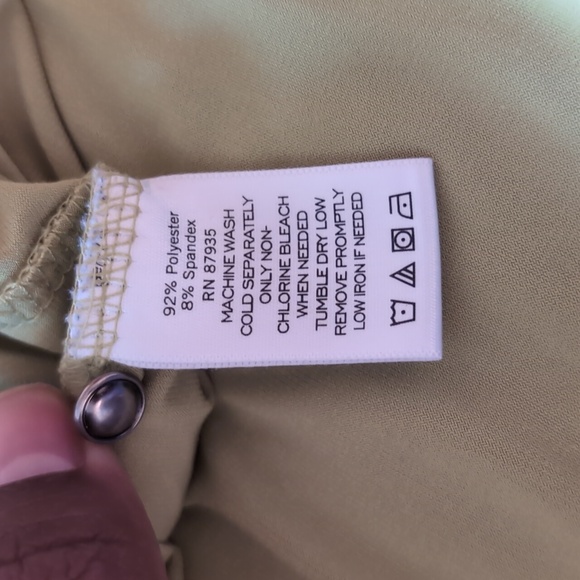 92% Polyester
8% Spandex
RN 87935
MACHINE WASH
COLD SEPARATELY
ONLY NON-
CHLORINE BLEACH
WHEN NEEDED
TUMBLE DRY LOW
REMOVE PROMPTLY
LOW IRON IF NEEDED